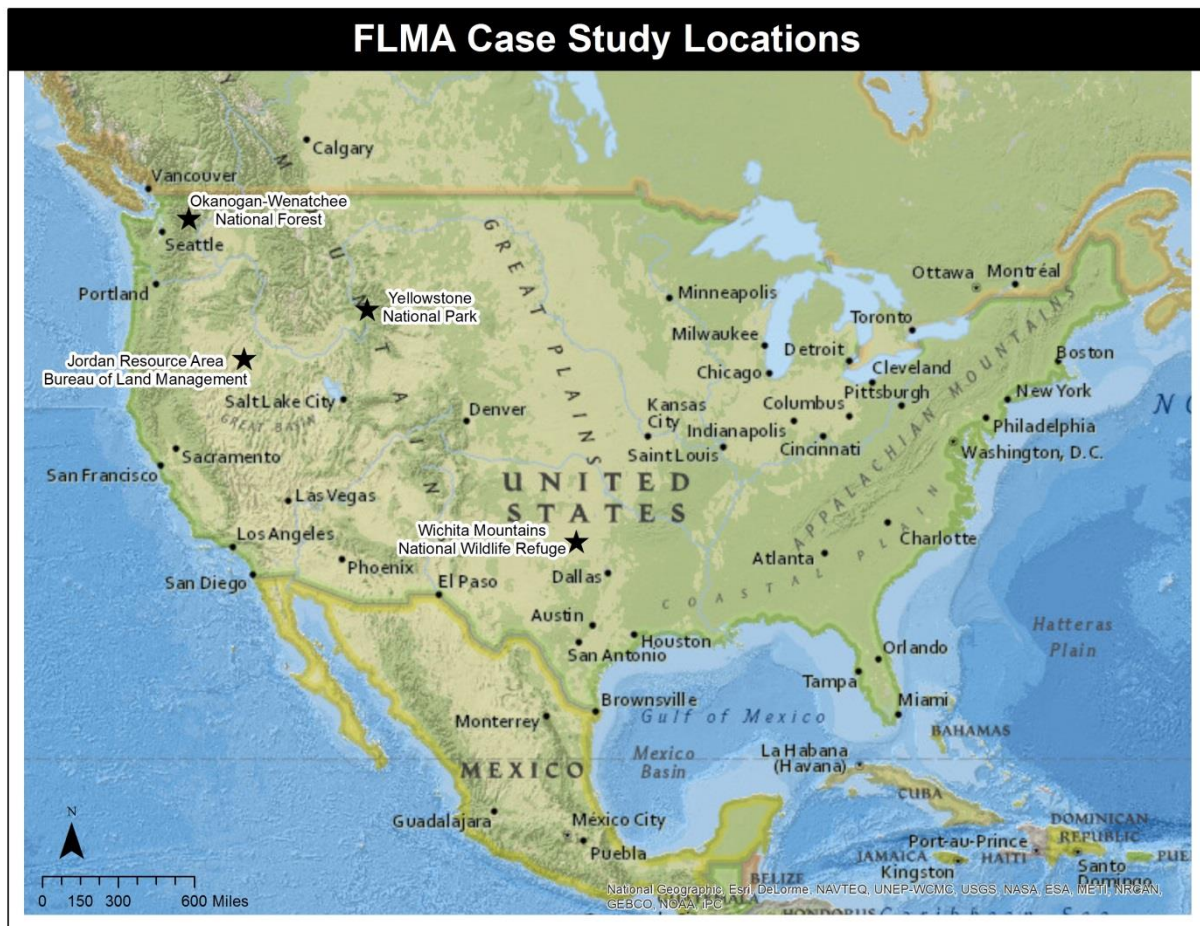 FLMA Case Study Locations
Calgary
Vancouver
Okanogan-Wenatchee
National Forest
Seattle
Portland
Yellowstone
National Park
Jordan Resource Area
Bureau of Land Management
Salt Lake City
GREAT BASIN
GREAT PLAINS
Minneapolis
Milwaukee
Chicago
Detroit
Ottawa
Montréal
Toronto
Cleveland
Pittsburgh
Boston
New York
Philadelphia
Washington, D.C.
APPALACHIAN MOUNTAINS
Denver
Kansas
City
Columbus
Indianapolis
Saint Louis
Cincinnati
Sacramento
San Francisco
Las Vegas
UNITED
STATES
Los Angeles
Wichita Mountains
National Wildlife Refuge
Phoenix
San Diego
El Paso
Dallas
Atlanta
Charlotte
COASTAL PLAIN
Austin
Houston
San Antonio
Hatteras
Plain
Orlando
Tampa
Miami
Brownsville
Gulf of Mexico
Monterrey
Mexico
Basin
MEXICO
La Habana
(Havana)
BAHAMAS
CUBA
Guadalajara
México City
Puebla
DOMINICAN
REPUBLIC
Port-au-Prince
JAMAICA
HAITI
Kingston
Santo
Domingo
BELIZE
N
0 150 300 600 Miles
National Geographic, Esri, DeLorme, NAVTEQ, UNEP-WCMC, USGS, NASA, ESA, METI, NRCAN,
GEBCO, NOAA, iPC